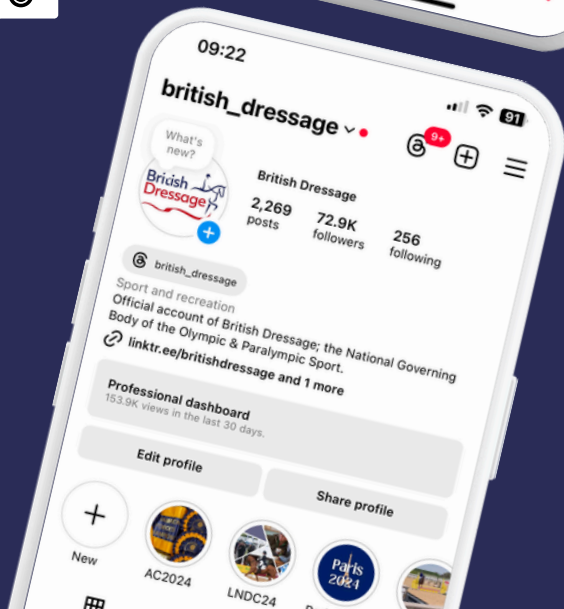 09:22
91
british_dressage
9+
What's
new?
British
Dressage
British Dressage
2,269
posts
72.9K
followers
256
following
british_dressage
Sport and recreation
Official account of British Dressage; the National Governing
Body of the Olympic & Paralympic Sport.
linktr.ee/britishdressage and 1 more
Professional dashboard
153.9K views in the last 30 days.
Edit profile
Share profile
New
AC2024
LNDC24
Paris
2024